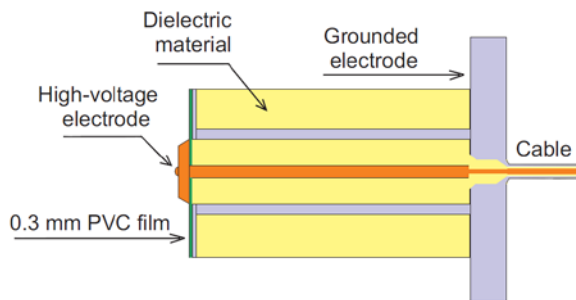 Dielectric
material
Grounded
electrode
High-voltage
electrode
Cable
0.3 mm PVC film